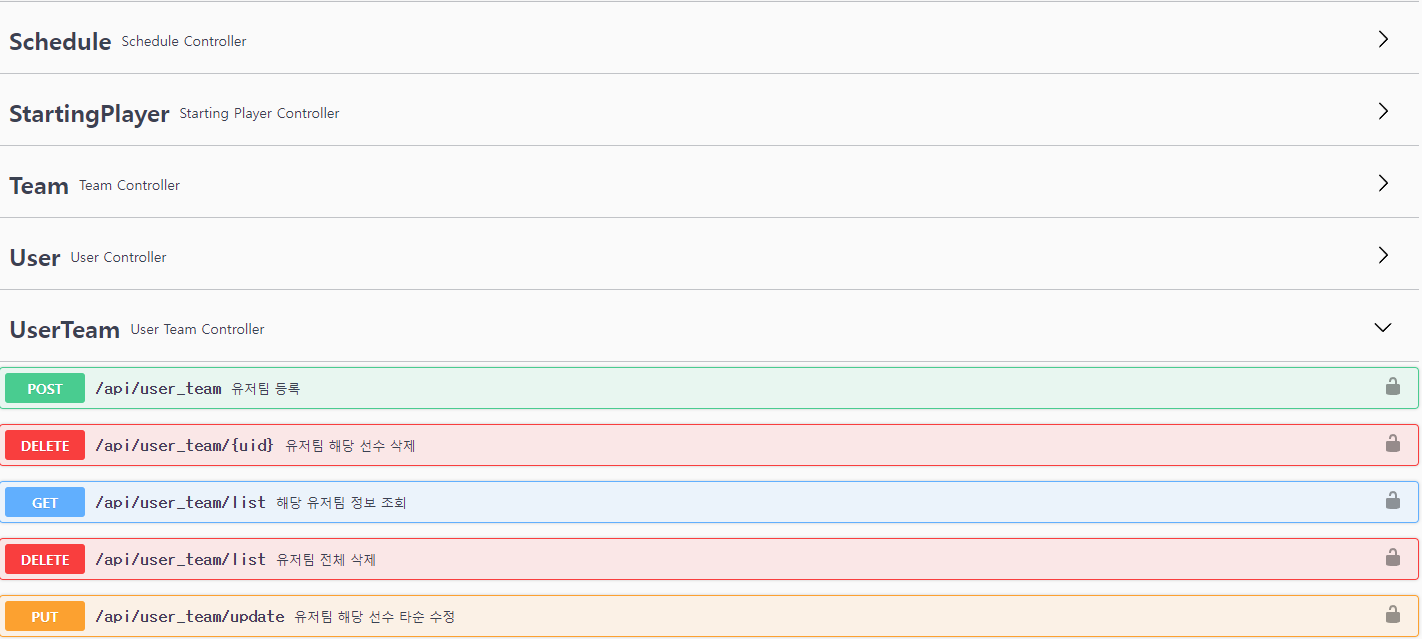 Schedule Schedule Controller
StartingPlayer Starting Player Controller
Team Team Controller
User User Controller
UserTeam User Team Controller
POST /api/user_team 유저팀 등록
DELETE /api/user_team/{uid} 유저팀 해당 선수 삭제
GET /api/user_team/list 해당 유저팀 정보 조회
DELETE /api/user_team/list 유저팀 전체 삭제
PUT /api/user_team/update 유저팀 해당 선수 타순 수정